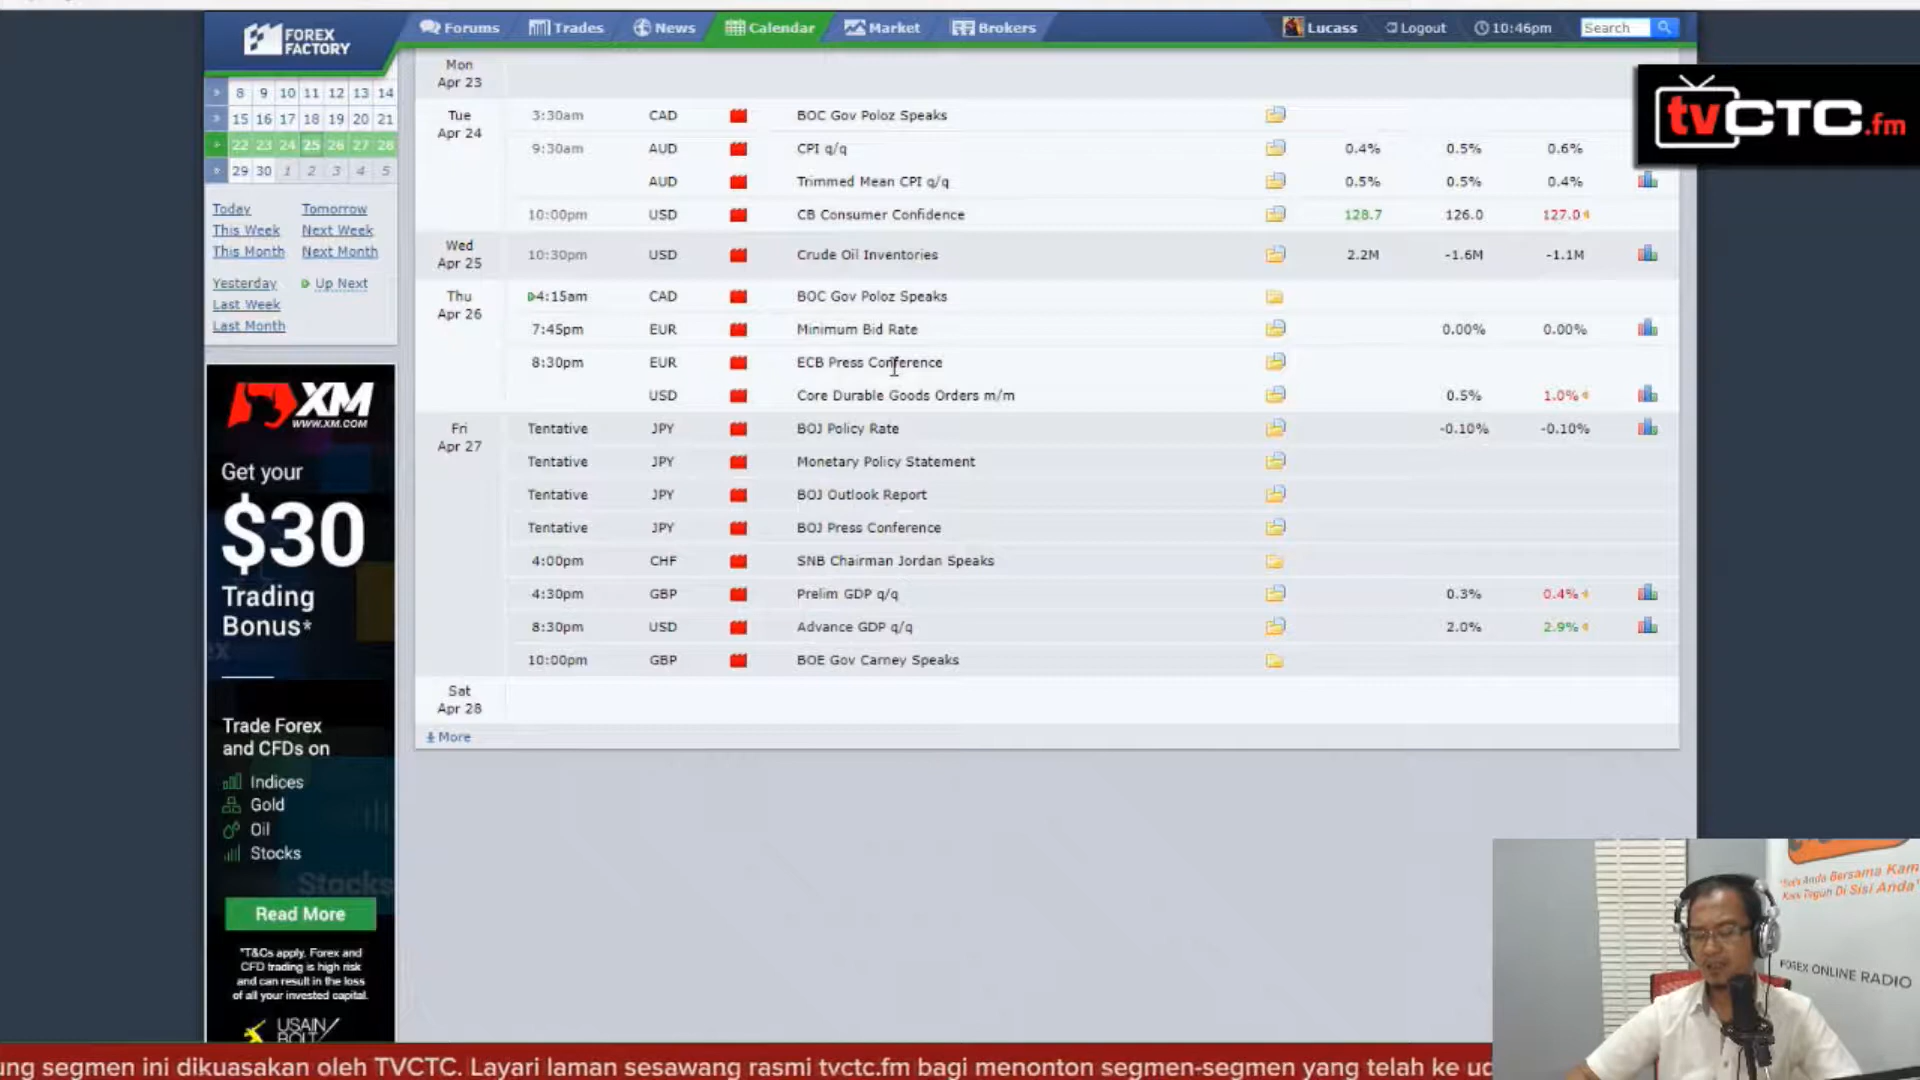 FOREX FACTORY
Forums Trades News Calendar Market Brokers Lucass Logout 10:46pm Search
tvCTC.fm
8 9 10 11 12 13 14
15 16 17 18 19 20 21
22 23 24 25 26 27 28
29 30 1 2 3 4 5
Today Tomorrow
This Week Next Week
This Month Next Month
Yesterday Up Next
Last Week
Last Month
XM
WWW.XM.COM
Get your
$30
Trading
Bonus*
Trade Forex
and CFDs on
Indices
Gold
Oil
Stocks
Stocks
Read More
*T&Cs apply, Forex and
CFD trading is high risk
and can result in the loss
of all your invested capital.
USAIN
BOLT
Mon
Apr 23
Tue
Apr 24
3:30am CAD BOC Gov Poloz Speaks
9:30am AUD CPI q/q 0.4% 0.5% 0.6%
AUD Trimmed Mean CPI q/q 0.5% 0.5% 0.4%
10:00pm USD CB Consumer Confidence 128.7 126.0 127.0
Wed
Apr 25
10:30pm USD Crude Oil Inventories 2.2M -1.6M -1.1M
Thu
Apr 26
4:15am CAD BOC Gov Poloz Speaks
7:45pm EUR Minimum Bid Rate 0.00% 0.00%
8:30pm EUR ECB Press Conference
USD Core Durable Goods Orders m/m 0.5% 1.0%
Fri
Apr 27
Tentative JPY BOJ Policy Rate -0.10% -0.10%
Tentative JPY Monetary Policy Statement
Tentative JPY BOJ Outlook Report
Tentative JPY BOJ Press Conference
4:00pm CHF SNB Chairman Jordan Speaks
4:30pm GBP Prelim GDP q/q 0.3% 0.4%
8:30pm USD Advance GDP q/q 2.0% 2.9%
10:00pm GBP BOE Gov Carney Speaks
Sat
Apr 28
More
Anda Bersama Kam
Teguh Di Sisi Anda"
FOREX ONLINE RADIO
ung segmen ini dikuasakan oleh TVCTC. Layari laman sesawang rasmi tvctc.fm bagi menonton segmen-segmen yang telah ke ud